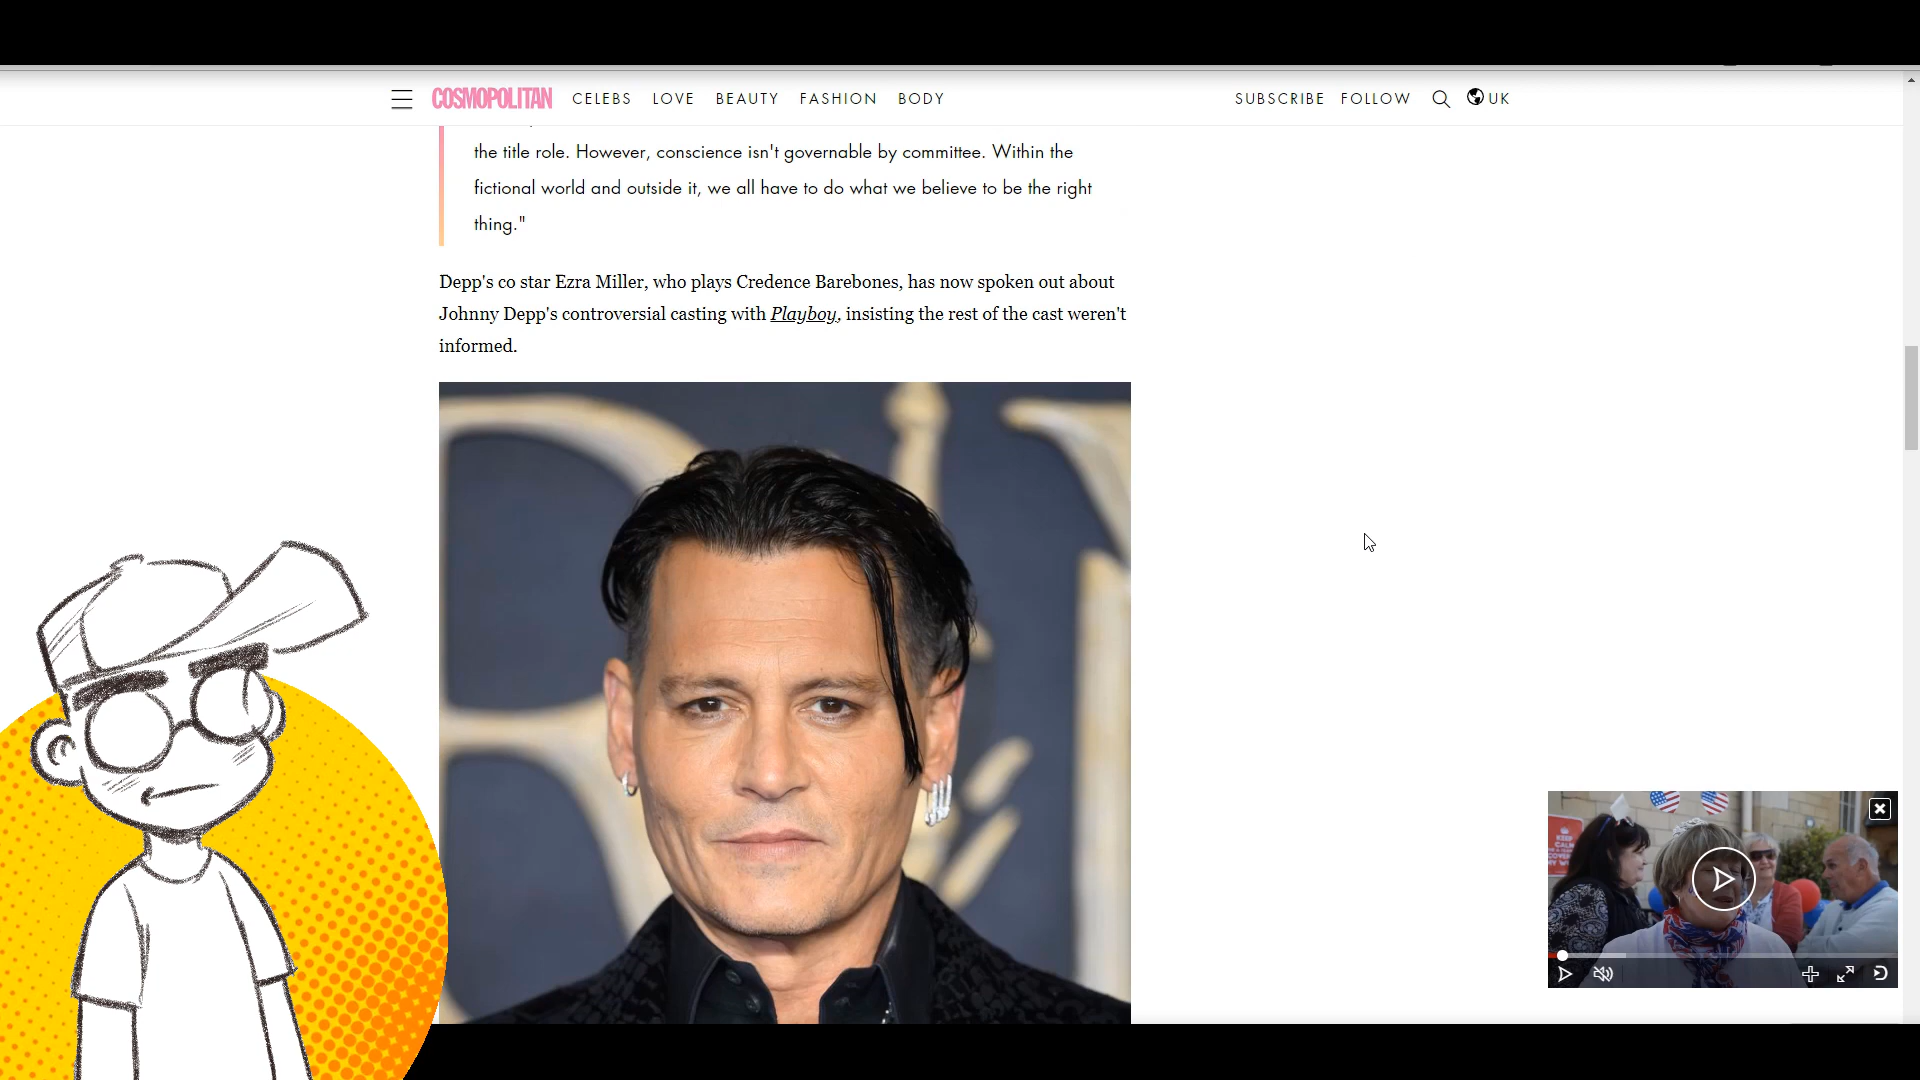 COSMOPOLITAN CELEBS LOVE BEAUTY FASHION BODY SUBSCRIBE FOLLOW UK
the title role. However, conscience isn't governable by committee. Within the
fictional world and outside it, we all have to do what we believe to be the right
thing."
Depp's co star Ezra Miller, who plays Credence Barebones, has now spoken out about
Johnny Depp's controversial casting with Playboy, insisting the rest of the cast weren't
informed.
KEEP
CALM